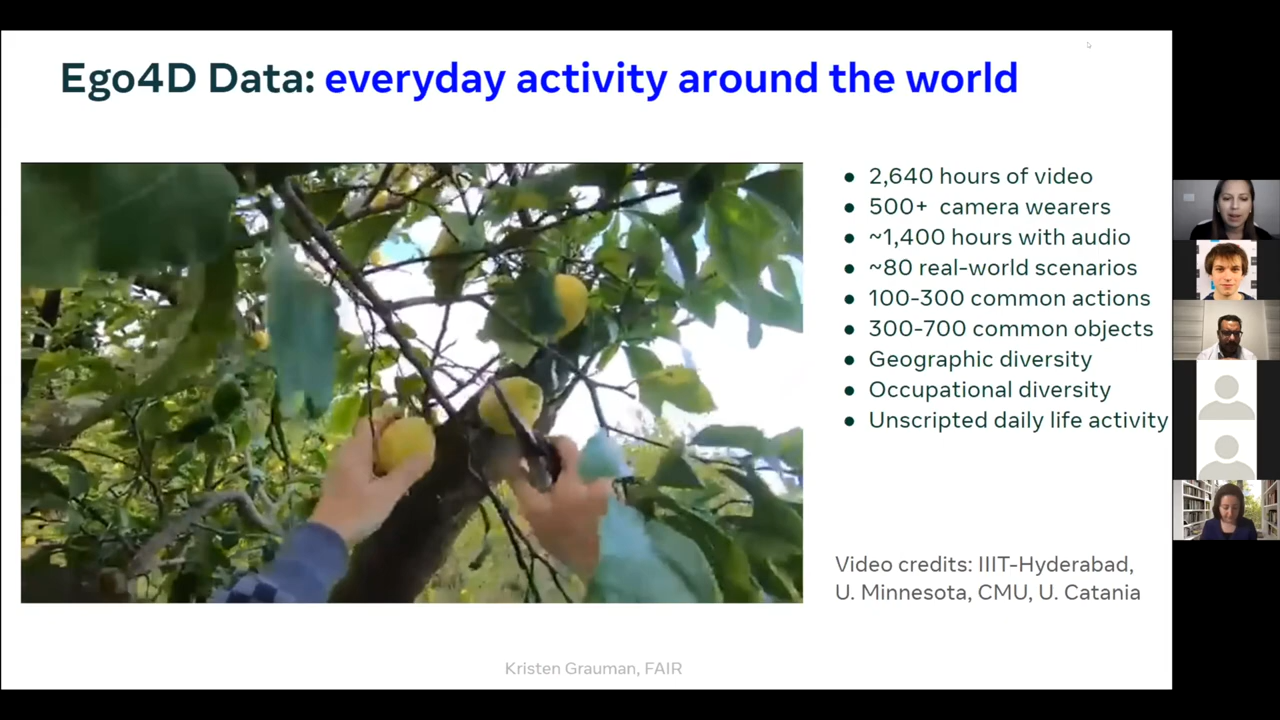 Ego4D Data: everyday activity around the world
• 2,640 hours of video
• 500+ camera wearers
• ~1,400 hours with audio
• ~80 real-world scenarios
• 100-300 common actions
• 300-700 common objects
• Geographic diversity
• Occupational diversity
• Unscripted daily life activity
Video credits: IIIT-Hyderabad,
U. Minnesota, CMU, U. Catania
Kristen Grauman, FAIR